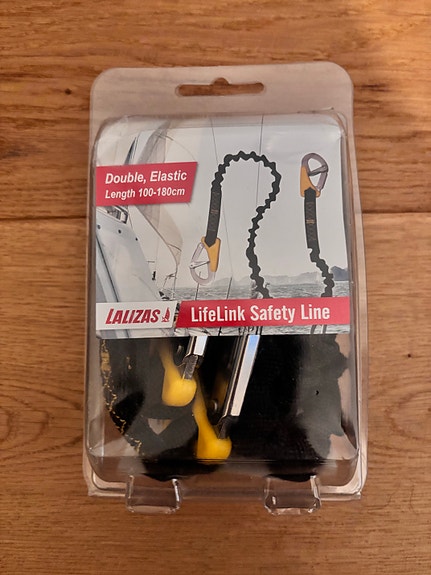 Double, Elastic
Length 100-180cm
LALIZAS
LifeLink Safety Line